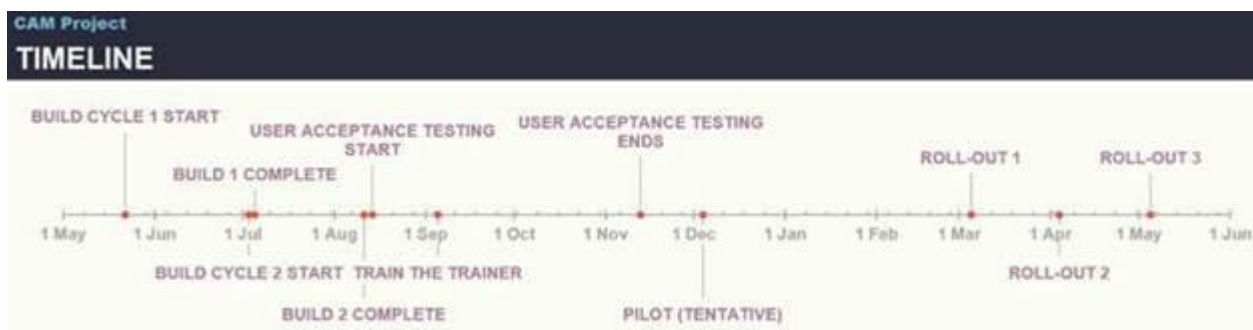 CAM Project
TIMELINE
BUILD CYCLE 1 START
USER ACCEPTANCE TESTING
START
USER ACCEPTANCE TESTING
ENDS
BUILD 1 COMPLETE
ROLL-OUT 1
ROLL-OUT 3
1 May 1 Jun 1 Jul 1 Aug 1 Sep 1 Oct 1 Nov 1 Dec 1 Jan 1 Feb 1 Mar 1 Apr 1 May 1 Jun
BUILD CYCLE 2 START
TRAIN THE TRAINER
ROLL-OUT 2
BUILD 2 COMPLETE
PILOT (TENTATIVE)